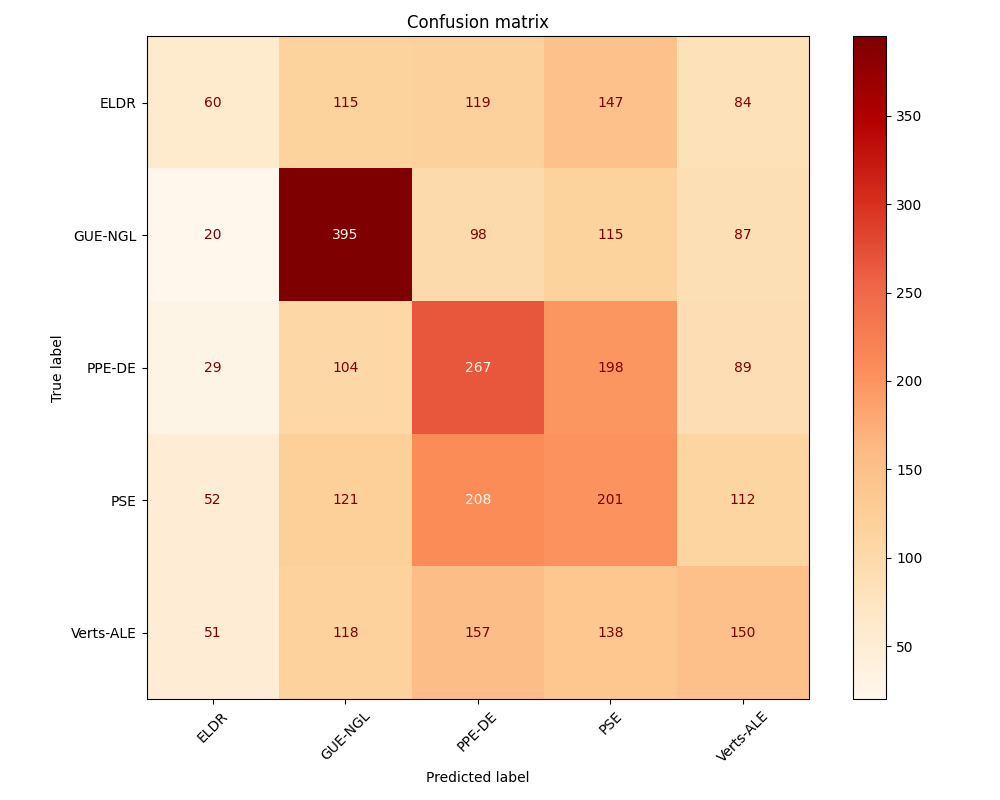 Confusion matrix
ELDR 60 115 119 147 84
GUE-NGL 20 395 98 115 87
PPE-DE 29 104 267 198 89
PSE 52 121 208 201 112
Verts-ALE 51 118 157 138 150
ELDR GUE-NGL PPE-DE PSE Verts-ALE
Predicted label
True label
350
300
250
200
150
100
50